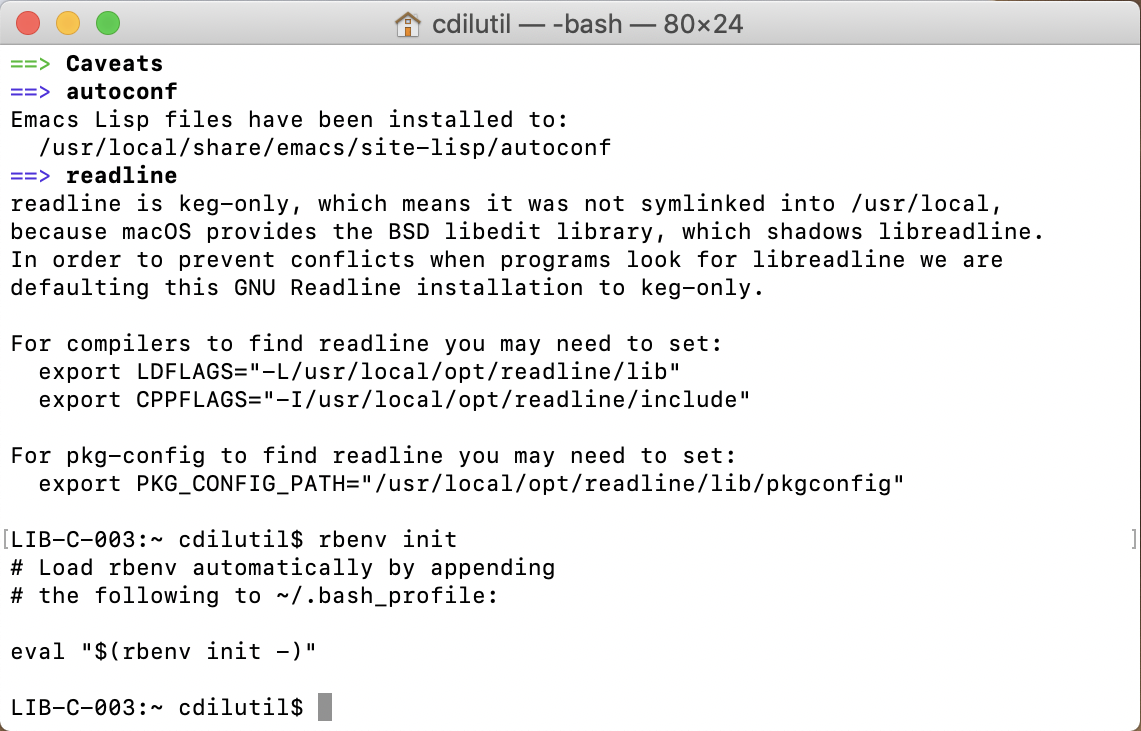 cdilutil — -bash — 80×24
==> Caveats
==> autoconf
Emacs Lisp files have been installed to:
  /usr/local/share/emacs/site-lisp/autoconf
==> readline
readline is keg-only, which means it was not symlinked into /usr/local,
because macOS provides the BSD libedit library, which shadows libreadline.
In order to prevent conflicts when programs look for libreadline we are
defaulting this GNU Readline installation to keg-only.

For compilers to find readline you may need to set:
  export LDFLAGS="-L/usr/local/opt/readline/lib"
  export CPPFLAGS="-I/usr/local/opt/readline/include"

For pkg-config to find readline you may need to set:
  export PKG_CONFIG_PATH="/usr/local/opt/readline/lib/pkgconfig"

[LIB-C-003:~ cdilutil$ rbenv init ]
# Load rbenv automatically by appending
# the following to ~/.bash_profile:

eval "$(rbenv init -)"

LIB-C-003:~ cdilutil$